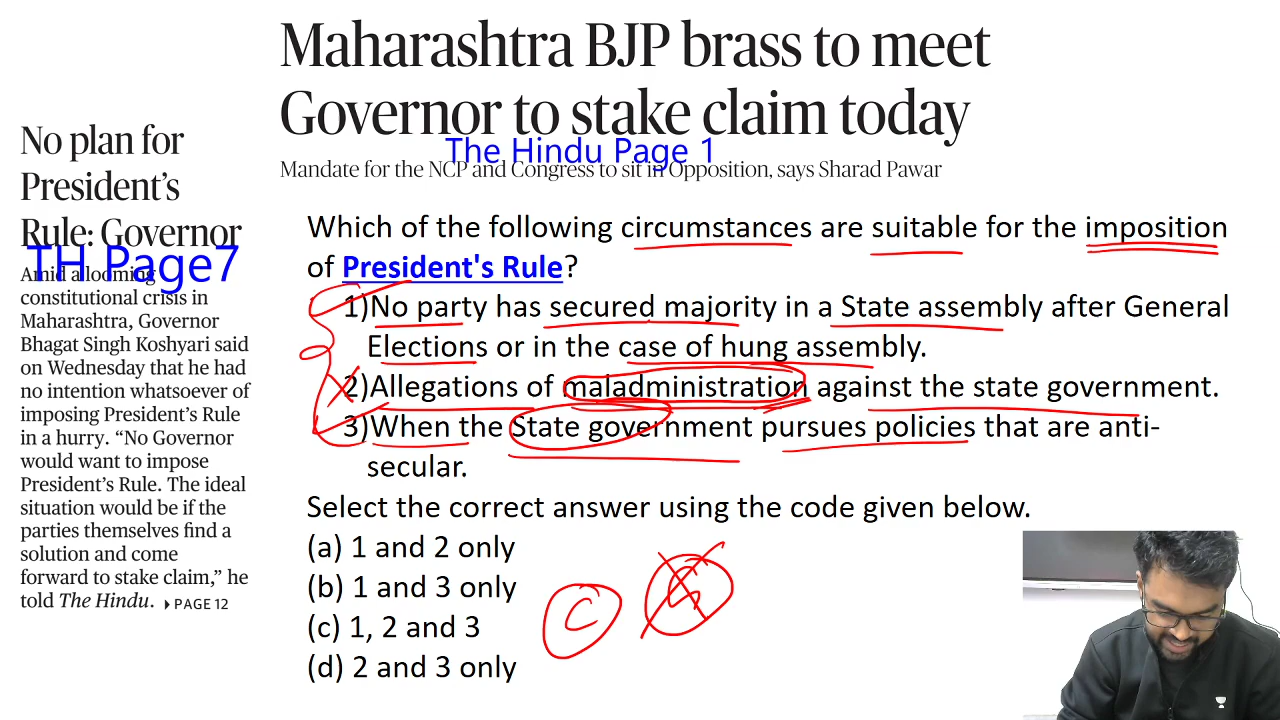 Maharashtra BJP brass to meet
Governor to stake claim today
The Hindu Page 1
Mandate for the NCP and Congress to sit in Opposition, says Sharad Pawar
No plan for
President's
Rule: Governor
TH Page7
Amid a looming
constitutional crisis in
Maharashtra, Governor
Bhagat Singh Koshyari said
on Wednesday that he had
no intention whatsoever of
imposing President's Rule
in a hurry. “No Governor
would want to impose
President's Rule. The ideal
situation would be if the
parties themselves find a
solution and come
forward to stake claim,” he
told The Hindu. ▸ PAGE 12
Which of the following circumstances are suitable for the imposition
of President's Rule?
1)No party has secured majority in a State assembly after General
Elections or in the case of hung assembly.
2)Allegations of maladministration against the state government.
3)When the State government pursues policies that are anti-
secular.
Select the correct answer using the code given below.
(a) 1 and 2 only
(b) 1 and 3 only
(c) 1, 2 and 3
(d) 2 and 3 only
C